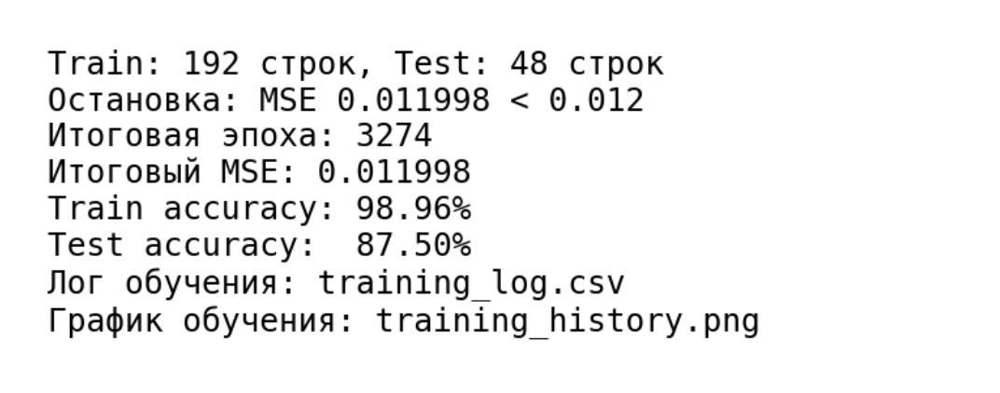 Train: 192 строк, Test: 48 строк
Остановка: MSE 0.011998 < 0.012
Итоговая эпоха: 3274
Итоговый MSE: 0.011998
Train accuracy: 98.96%
Test accuracy:  87.50%
Лог обучения: training_log.csv
График обучения: training_history.png